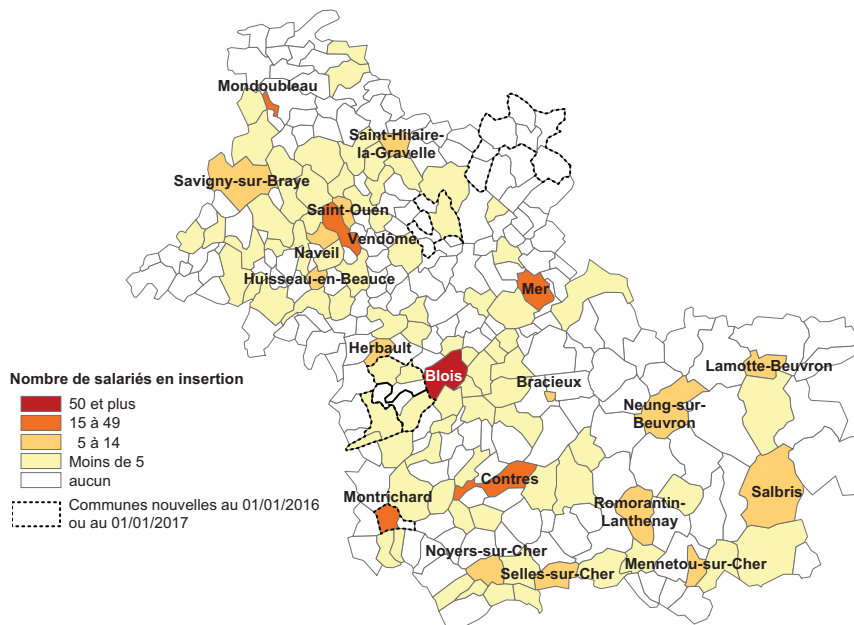 Mondoubleau
Saint-Hilaire-
la-Gravelle
Savigny-sur-Braye
Saint-Ouen
Vendôme
Naveil
Huisseau-en-Beauce
Mer
Herbault
Blois
Bracieux
Lamotte-Beuvron
Neung-sur-
Beuvron
Nombre de salariés en insertion
50 et plus
15 à 49
5 à 14
Moins de 5
aucun
Communes nouvelles au 01/01/2016
ou au 01/01/2017
Contres
Montrichard
Romorantin-
Lanthenay
Salbris
Noyers-sur-Cher
Selles-sur-Cher
Mennetou-sur-Cher